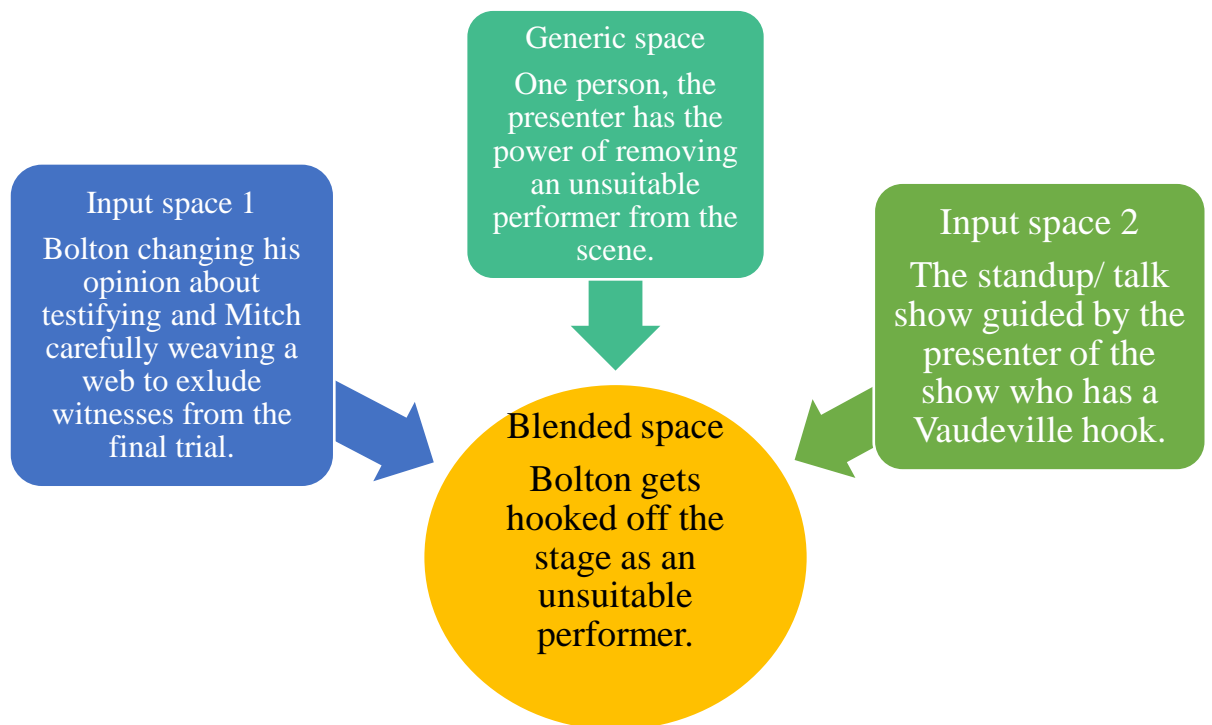 Generic space
One person, the
presenter has the
power of removing
an unsuitable
performer from the
scene.
Input space 1
Bolton changing his
opinion about
testifying and Mitch
carefully weaving a
web to exlude
witnesses from the
final trial.
Input space 2
The standup/ talk
show guided by the
presenter of the
show who has a
Vaudeville hook.
Blended space
Bolton gets
hooked off the
stage as an
unsuitable
performer.